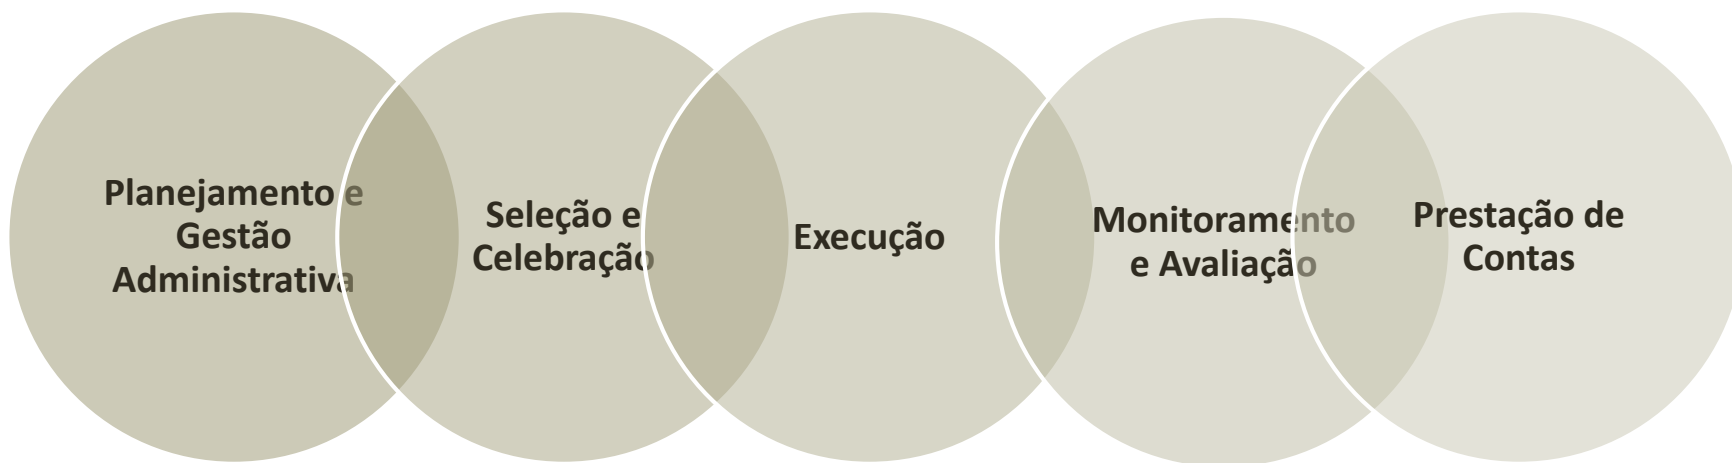 Planejamento e
Gestão
Administrativa
Seleção e
Celebração
Execução
Monitoramento
e Avaliação
Prestação de
Contas